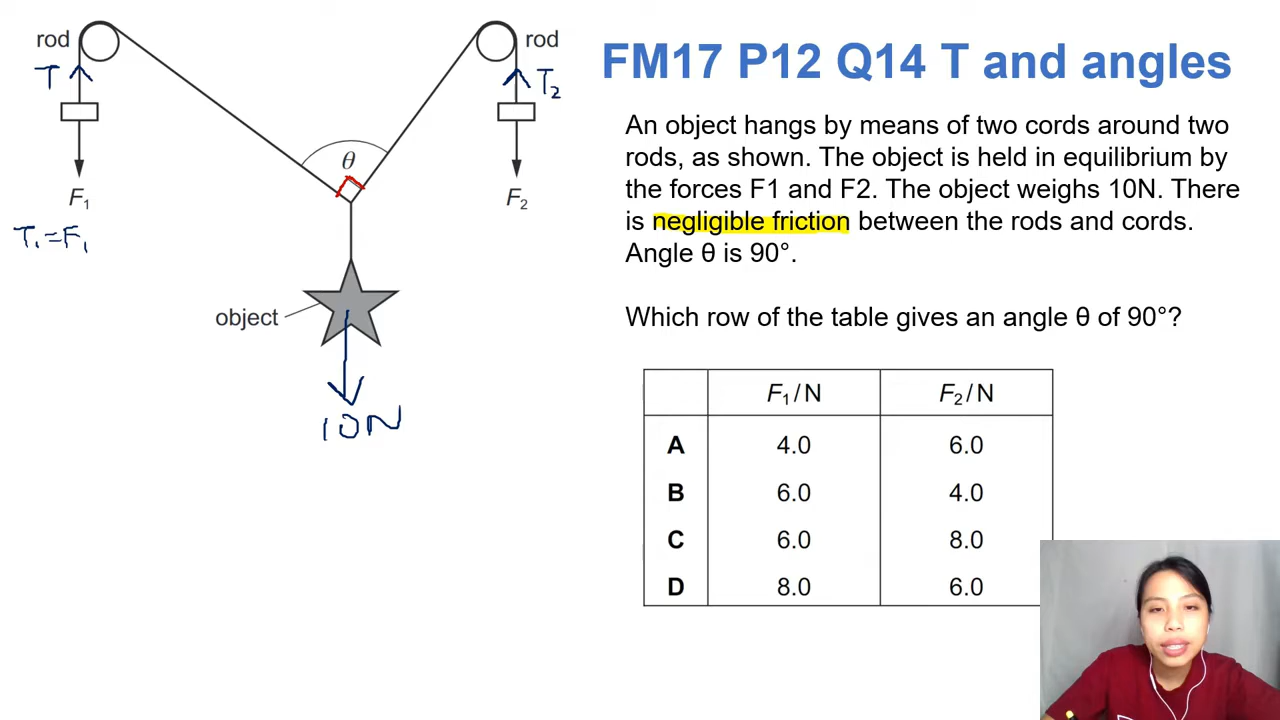 FM17 P12 Q14 T and angles
rod
rod
T
T2
F1
F2
T1=F1
θ
object
10N
An object hangs by means of two cords around two
rods, as shown. The object is held in equilibrium by
the forces F1 and F2. The object weighs 10N. There
is negligible friction between the rods and cords.
Angle θ is 90°.
Which row of the table gives an angle θ of 90°?
F1/N F2/N
A 4.0 6.0
B 6.0 4.0
C 6.0 8.0
D 8.0 6.0